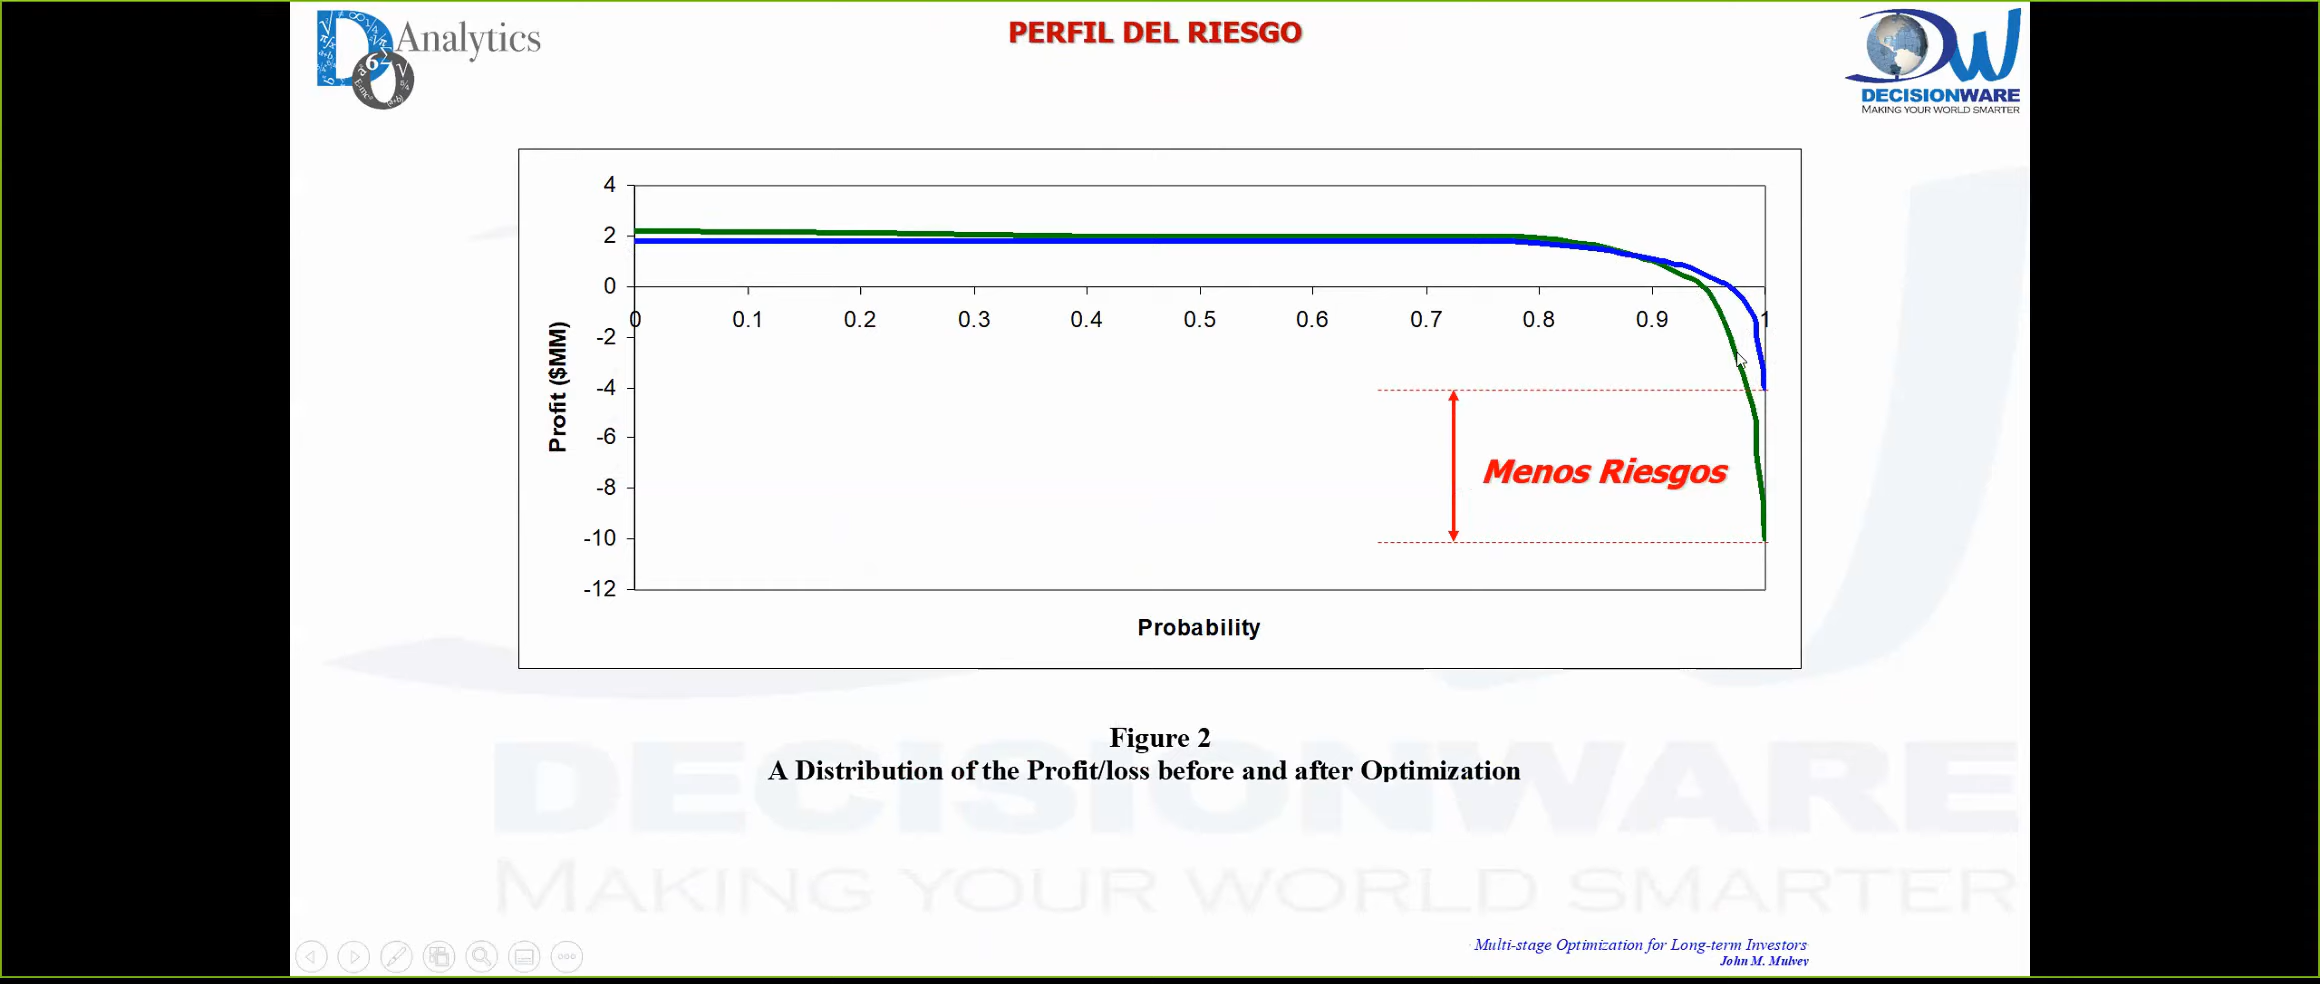 Analytics
PERFIL DEL RIESGO
DW
DECISIONWARE
MAKING YOUR WORLD SMARTER
4
2
0
-2
-4
-6
-8
-10
-12
Profit ($MM)
0 0.1 0.2 0.3 0.4 0.5 0.6 0.7 0.8 0.9 1
Menos Riesgos
Probability
Figure 2
A Distribution of the Profit/loss before and after Optimization
DECISIONWARE
MAKING YOUR WORLD SMARTER
Multi-stage Optimization for Long-term Investors
John M. Mulvey